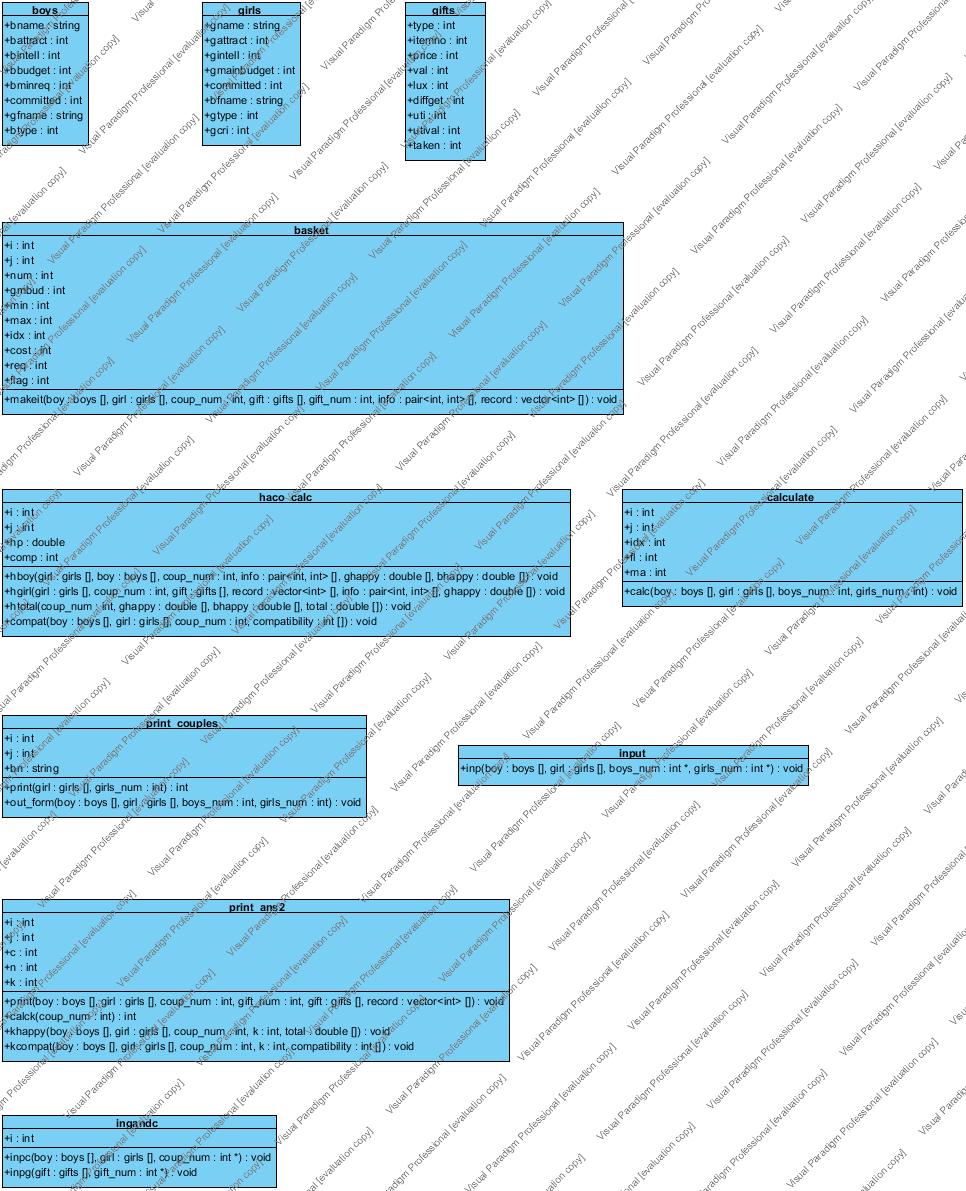 boys
+bname : string
+battract : int
+bintell : int
+bbudget : int
+bminreq : int
+committed : int
+gfname : string
+btype : int
girls
+gname : string
+gattract : int
+gintell : int
+gmainbudget : int
+committed : int
+bfname : string
+gtype : int
+gcri : int
gifts
+type : int
+itemno : int
+price : int
+val : int
+lux : int
+diffget : int
+uti : int
+utival : int
+taken : int
basket
+i : int
+j : int
+num : int
+gmbud : int
+min : int
+max : int
+idx : int
+cost : int
+req : int
+flag : int
+makeit(boy : boys [], girl : girls [], coup_num : int, gift : gifts [], gift_num : int, info : pair<int, int> [], record : vector<int> []) : void
haco_calc
+i : int
+j : int
+hp : double
+comp : int
+hboy(girl : girls [], boy : boys [], coup_num : int, info : pair<int, int> [], ghappy : double [], bhappy : double []) : void
+hgirl(girl : girls [], coup_num : int, gift : gifts [], record : vector<int> [], info : pair<int, int> [], ghappy : double []) : void
+htotal(coup_num : int, ghappy : double [], bhappy : double [], total : double []) : void
+compat(boy : boys [], girl : girls [], coup_num : int, compatibility : int []) : void
calculate
+i : int
+j : int
+idx : int
+fl : int
+ma : int
+calc(boy : boys [], girl : girls [], boys_num : int, girls_num : int) : void
print_couples
+i : int
+j : int
+bn : string
+print(girl : girls [], girls_num : int) : int
+out_form(boy : boys [], girl : girls [], boys_num : int, girls_num : int) : void
input
+inp(boy : boys [], girl : girls [], boys_num : int *, girls_num : int *) : void
print_ans2
+i : int
+j : int
+c : int
+n : int
+k : int
+print(boy : boys [], girl : girls [], coup_num : int, gift_num : int, gift : gifts [], record : vector<int> []) : void
+calck(coup_num : int) : int
+khappy(boy : boys [], girl : girls [], coup_num : int, k : int, total : double []) : void
+kcompat(boy : boys [], girl : girls [], coup_num : int, k : int, compatibility : int []) : void
ingandc
+i : int
+inpc(boy : boys [], girl : girls [], coup_num : int *) : void
+inpg(gift : gifts [], gift_num : int *) : void
Visual Paradigm Professional [evaluation copy]